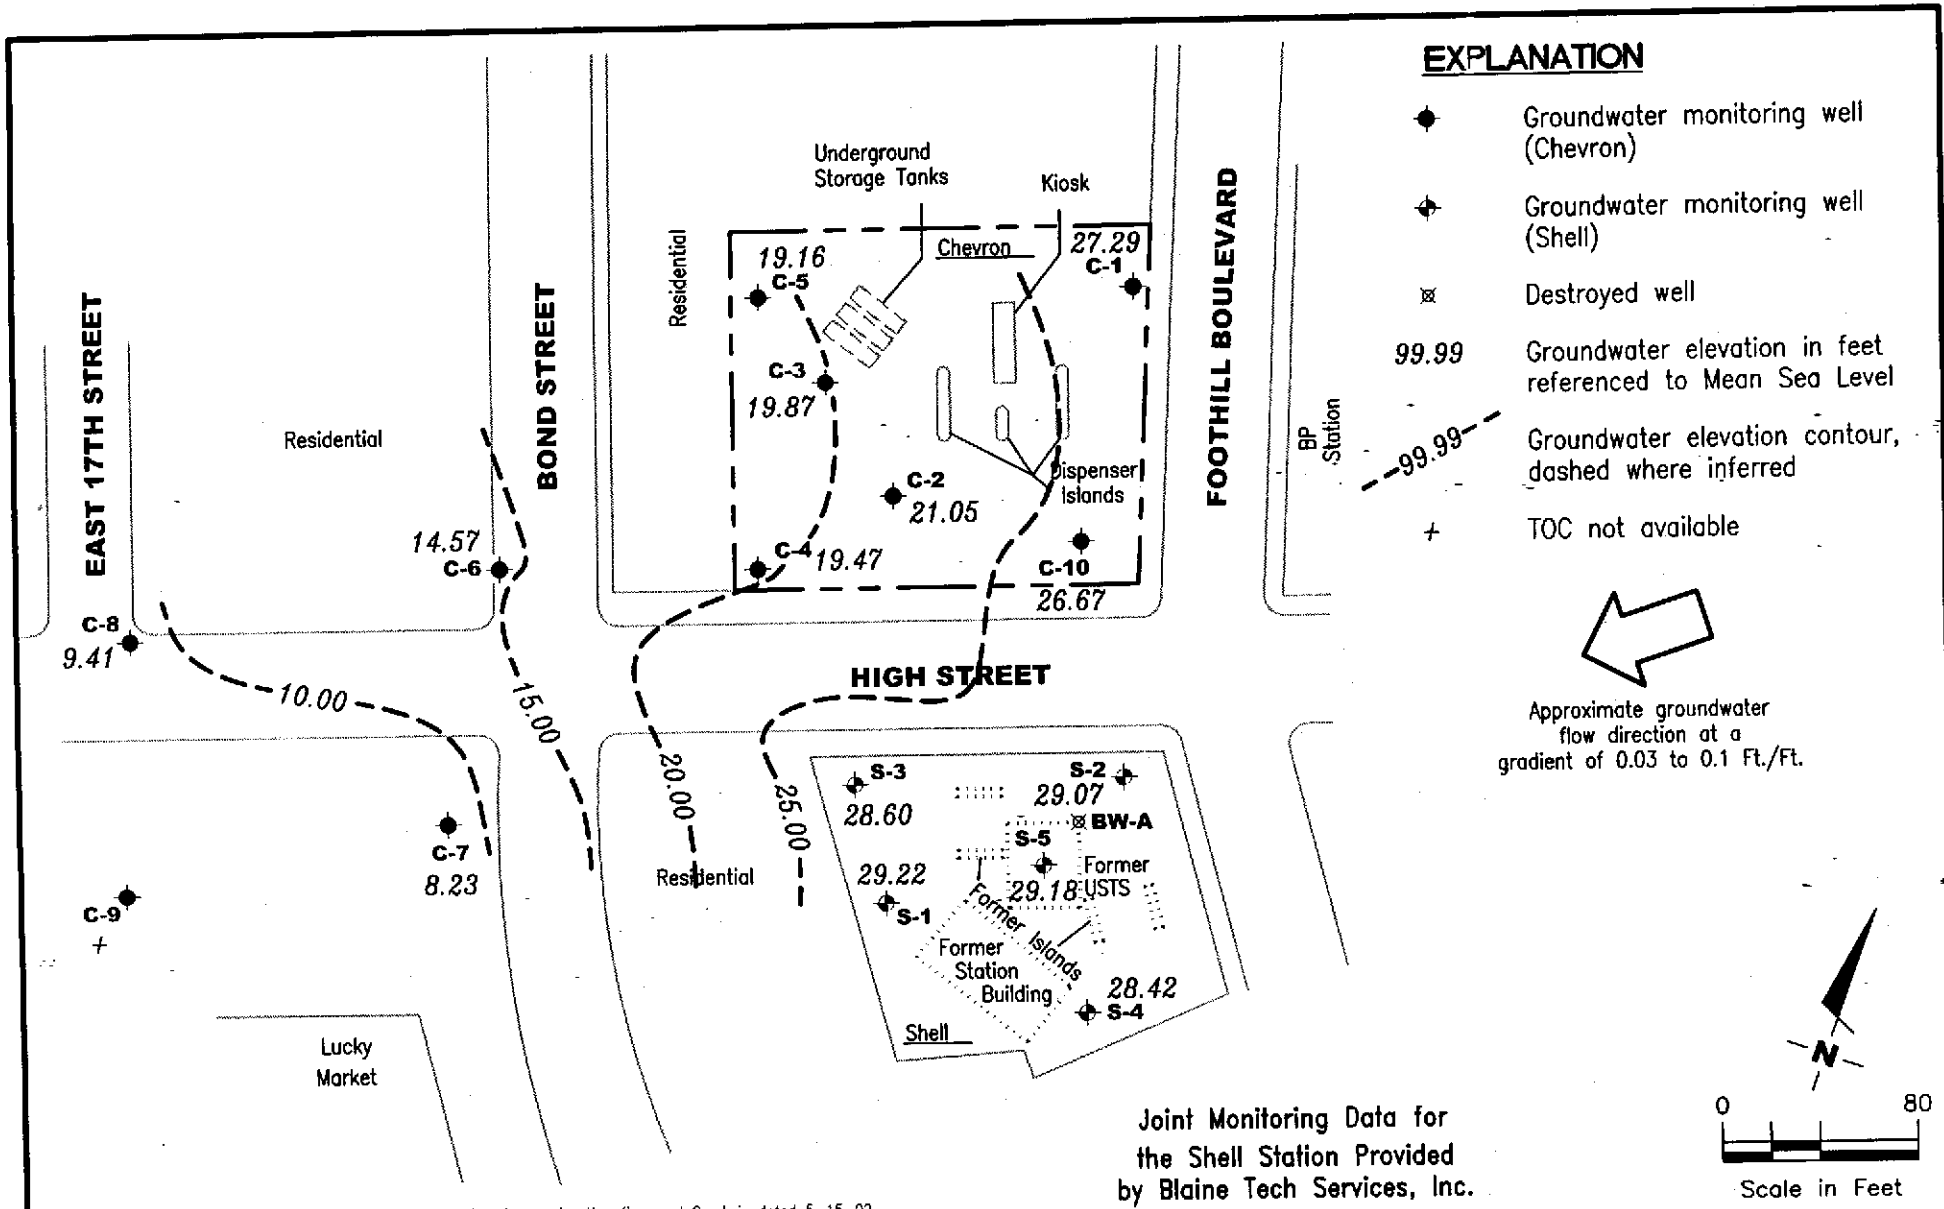 EXPLANATION
Groundwater monitoring well
(Chevron)
Groundwater monitoring well
(Shell)
Destroyed well
99.99
Groundwater elevation in feet
referenced to Mean Sea Level
99.99
Groundwater elevation contour,
dashed where inferred
TOC not available
Approximate groundwater
flow direction at a
gradient of 0.03 to 0.1 Ft./Ft.
N
0 80
Scale in Feet
Underground
Storage Tanks
Kiosk
Residential
Chevron
19.16
C-5
27.29
C-1
C-3
19.87
C-2
21.05
Dispenser
Islands
C-4
19.47
C-10
26.67
EAST 17TH STREET
BOND STREET
FOOTHILL BOULEVARD
BP
Station
Residential
14.57
C-6
C-8
9.41
HIGH STREET
10.00
15.00
20.00
25.00
C-7
8.23
C-9
Residential
S-3
28.60
S-2
29.07
BW-A
S-5
29.18
Former
USTS
29.22
S-1
Former Islands
Former
Station
Building
28.42
S-4
Shell
Lucky
Market
Joint Monitoring Data for
the Shell Station Provided
by Blaine Tech Services, Inc.